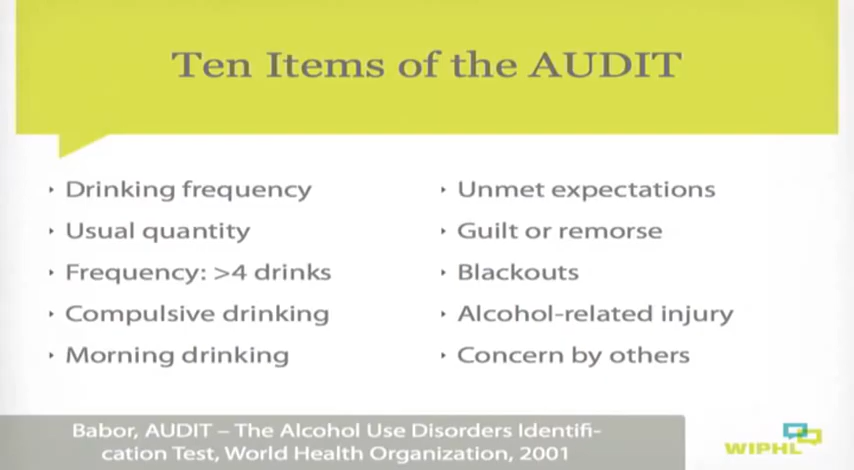 Ten Items of the AUDIT
‣ Drinking frequency
‣ Usual quantity
‣ Frequency: >4 drinks
‣ Compulsive drinking
‣ Morning drinking
‣ Unmet expectations
‣ Guilt or remorse
‣ Blackouts
‣ Alcohol-related injury
‣ Concern by others
Babor, AUDIT – The Alcohol Use Disorders Identifi-
cation Test, World Health Organization, 2001
WIPHL